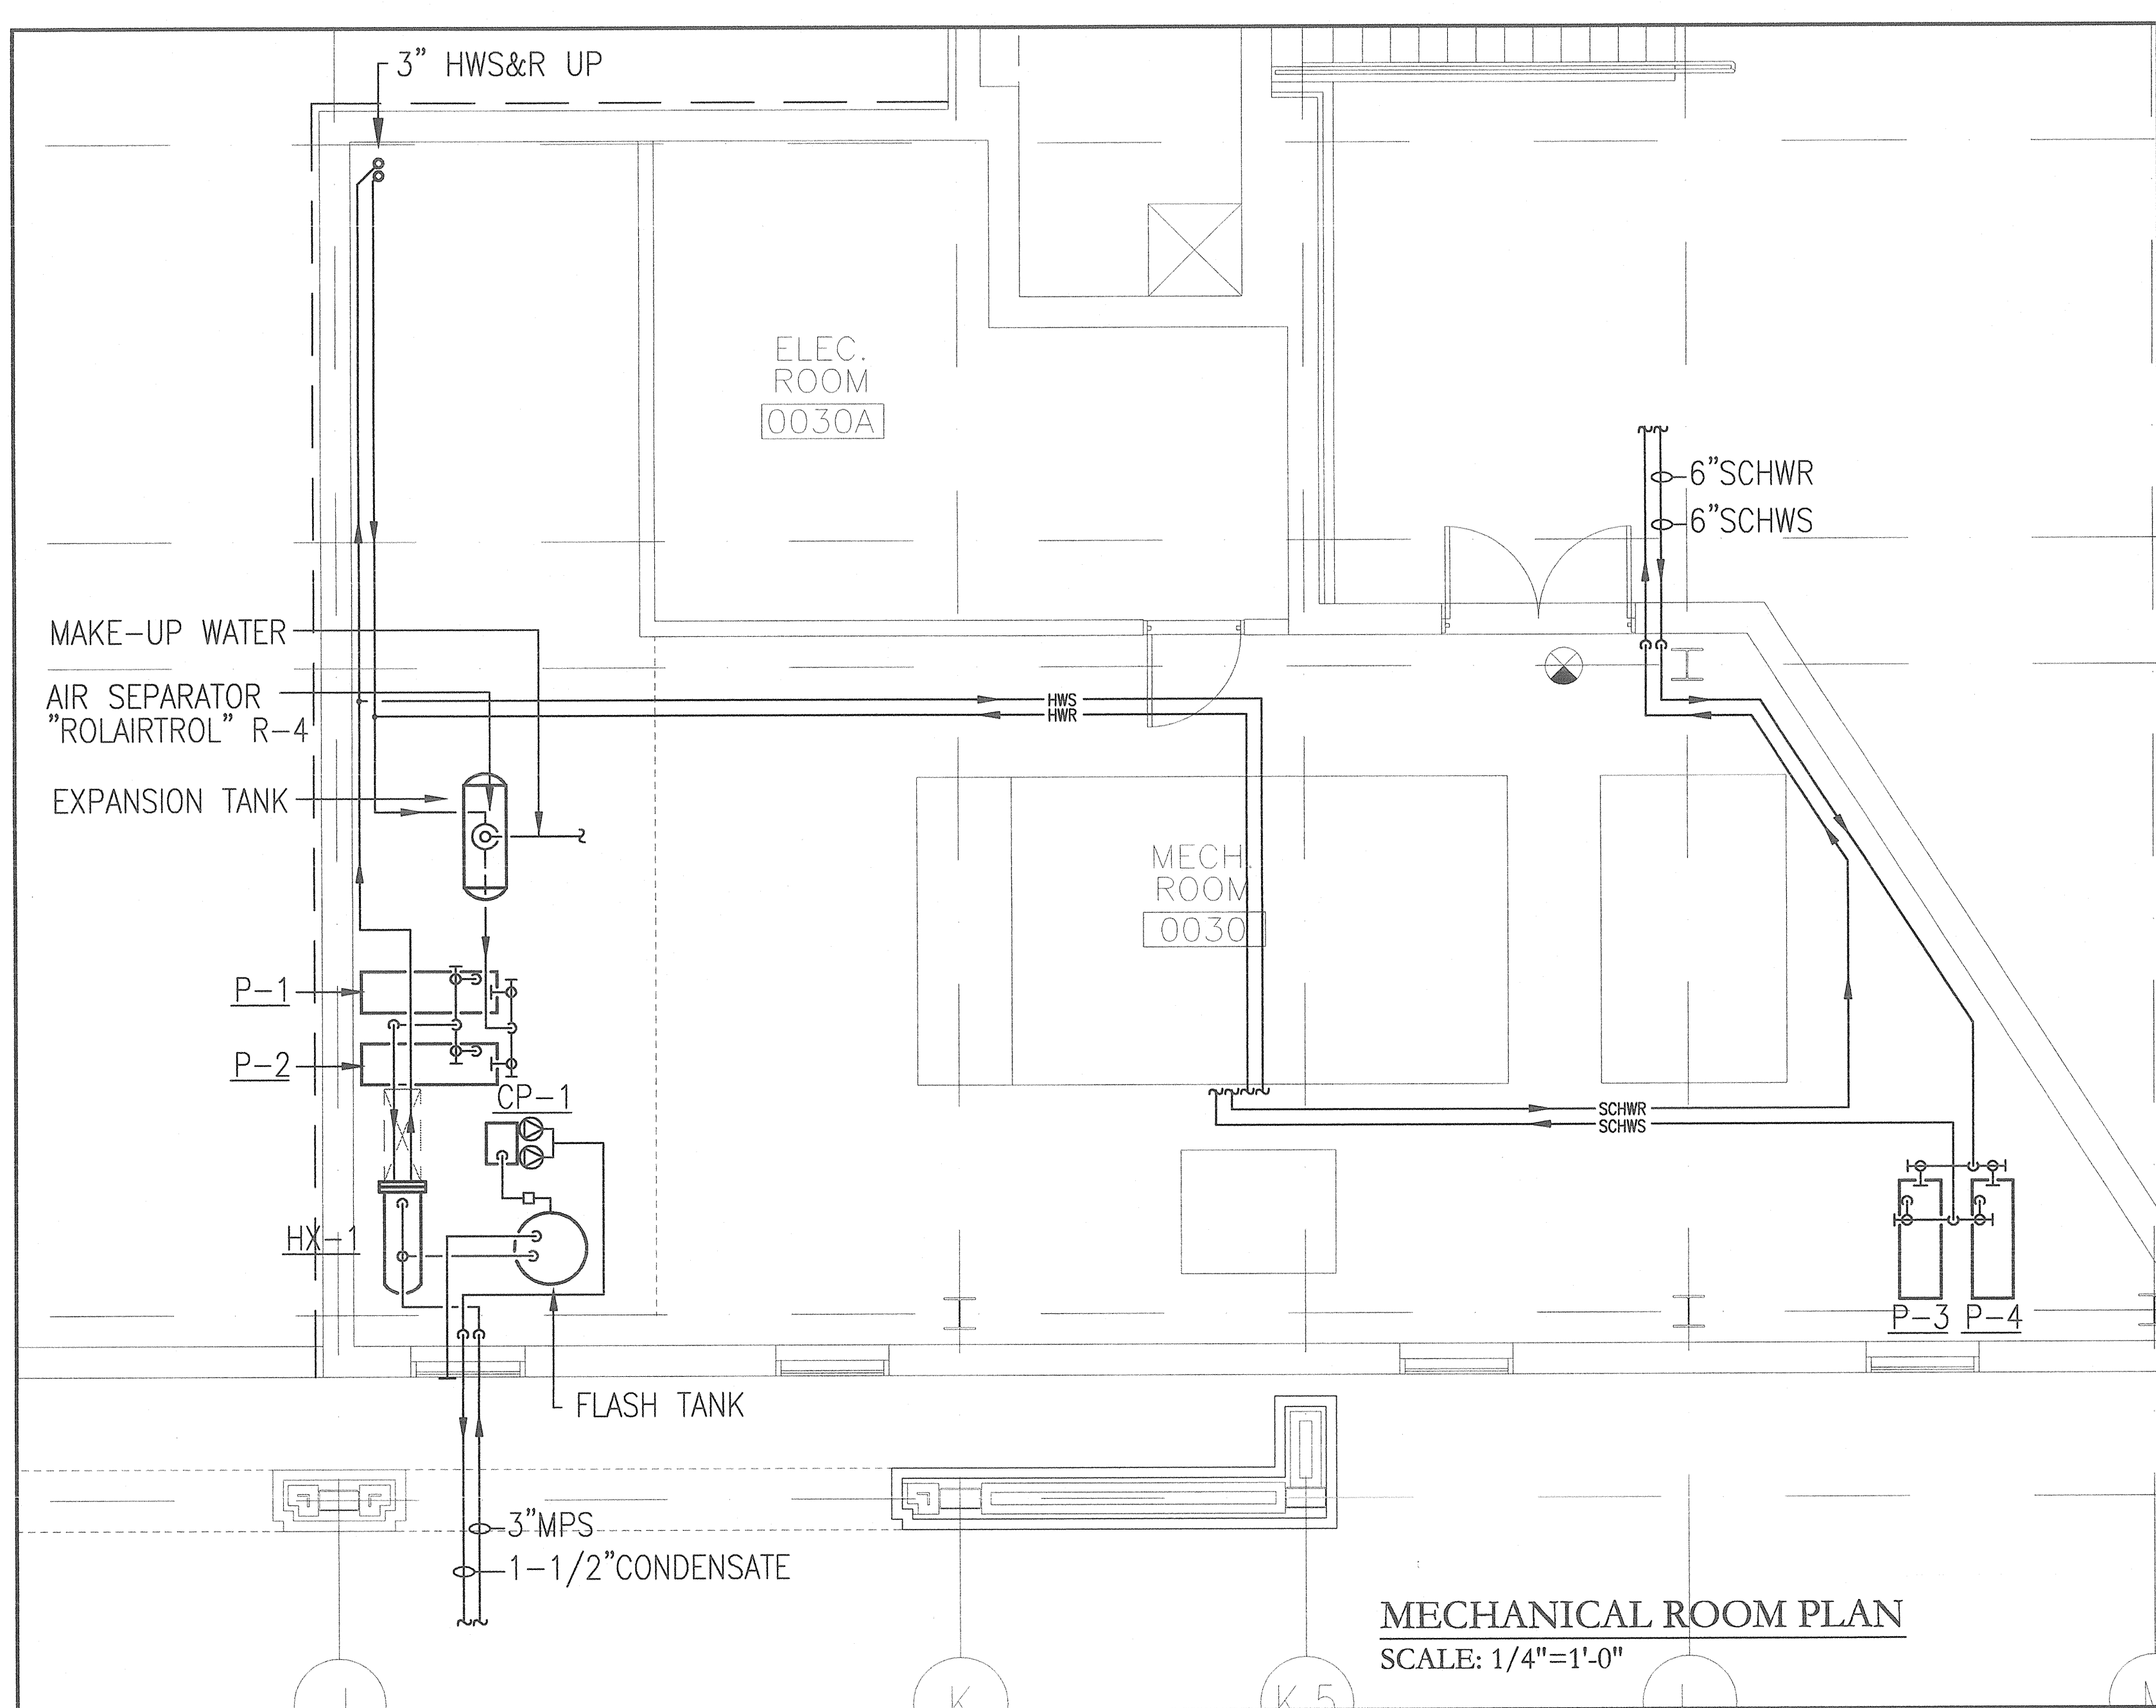 3” HWS&R UP
ELEC.
ROOM
0030A
6”SCHWR
6”SCHWS
MAKE-UP WATER
AIR SEPARATOR
”ROLAIRTROL” R-4
HWS
HWR
EXPANSION TANK
MECH.
ROOM
0030
P-1
P-2
CP-1
SCHWR
SCHWS
HX-1
P-3
P-4
FLASH TANK
3”MPS
1-1/2”CONDENSATE
MECHANICAL ROOM PLAN
SCALE: 1/4"=1'-0"
K
K.5
L